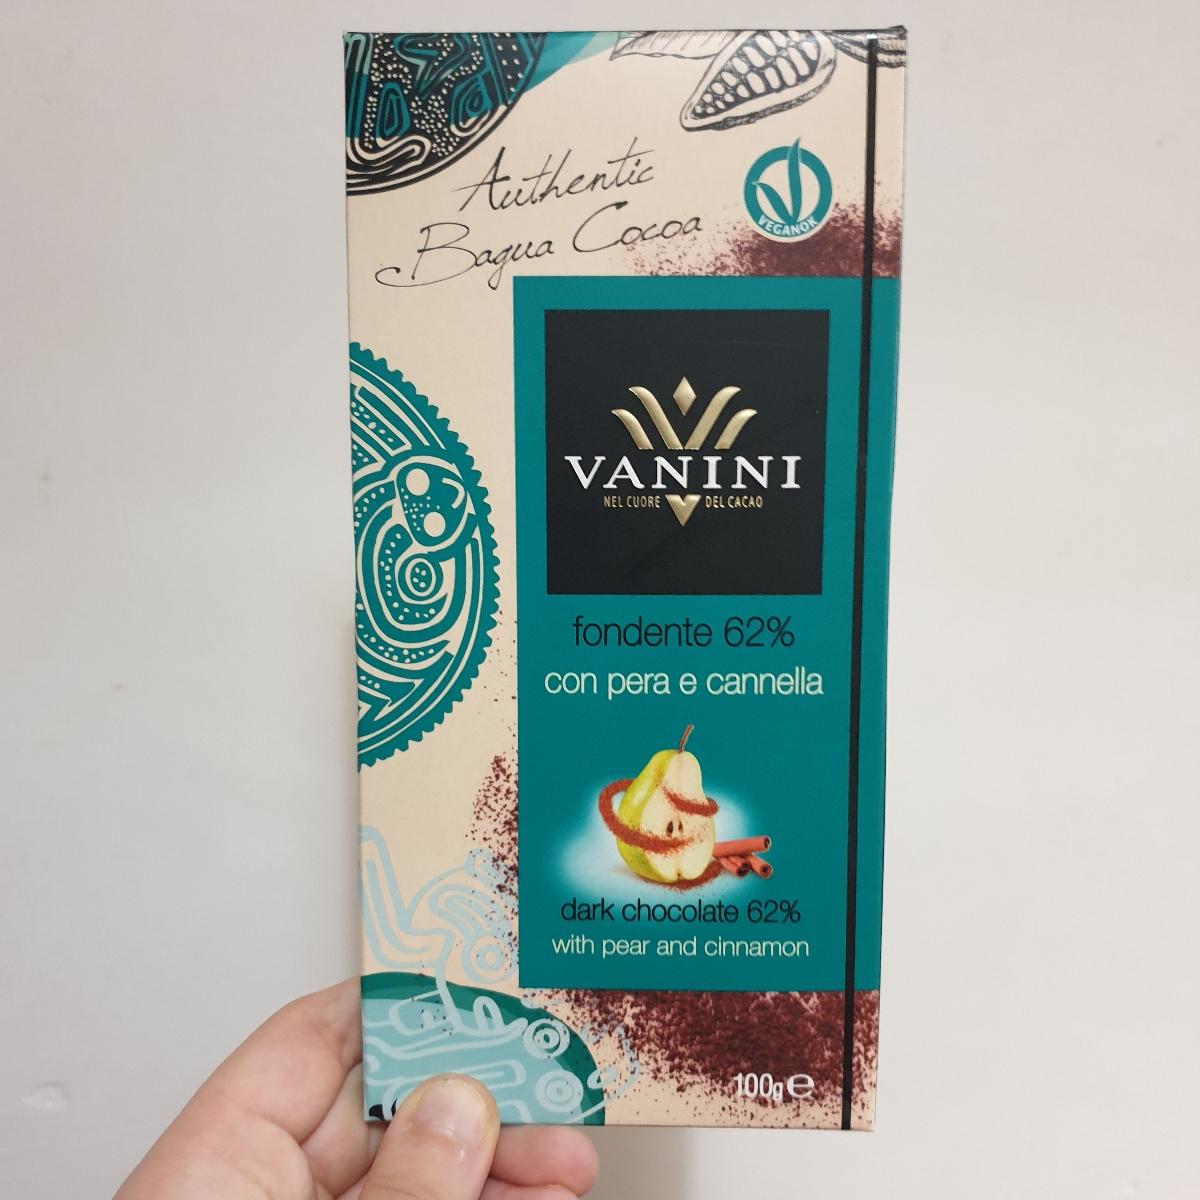 Authentic
Bagua Cocoa
VEGANOK
VANINI
NEL CUORE DEL CACAO
fondente 62%
con pera e cannella
dark chocolate 62%
with pear and cinnamon
100g e